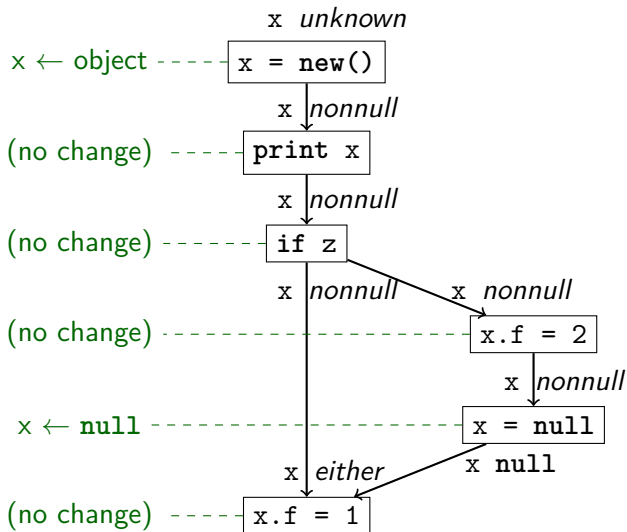 x unknown
x ← object
x = new()
x nonnull
(no change)
print x
x nonnull
(no change)
if z
x nonnull
x nonnull
(no change)
x.f = 2
x nonnull
x ← null
x = null
x either
x null
(no change)
x.f = 1